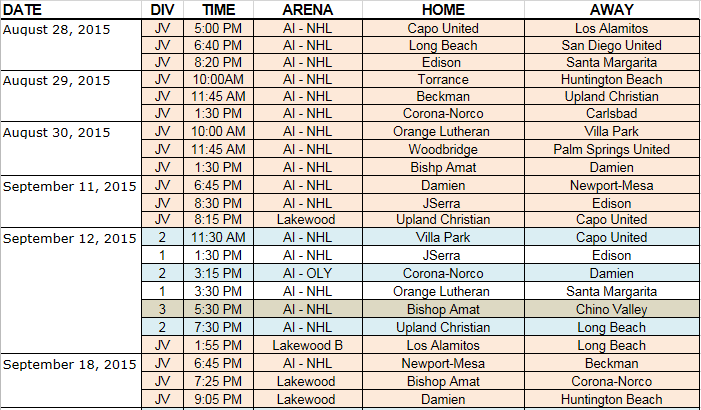 DATE DIV TIME ARENA HOME AWAY
August 28, 2015 JV 5:00 PM AI - NHL Capo United Los Alamitos
JV 6:40 PM AI - NHL Long Beach San Diego United
JV 8:20 PM AI - NHL Edison Santa Margarita
August 29, 2015 JV 10:00AM AI - NHL Torrance Huntington Beach
JV 11:45 AM AI - NHL Beckman Upland Christian
JV 1:30 PM AI - NHL Corona-Norco Carlsbad
August 30, 2015 JV 10:00 AM AI - NHL Orange Lutheran Villa Park
JV 11:45 AM AI - NHL Woodbridge Palm Springs United
JV 1:30 PM AI - NHL Bishp Amat Damien
September 11, 2015 JV 6:45 PM AI - NHL Damien Newport-Mesa
JV 8:30 PM AI - NHL JSerra Edison
JV 8:15 PM Lakewood Upland Christian Capo United
September 12, 2015 2 11:30 AM AI - NHL Villa Park Capo United
1 1:30 PM AI - NHL JSerra Edison
2 3:15 PM AI - OLY Corona-Norco Damien
1 3:30 PM AI - NHL Orange Lutheran Santa Margarita
3 5:30 PM AI - NHL Bishop Amat Chino Valley
2 7:30 PM AI - NHL Upland Christian Long Beach
JV 1:55 PM Lakewood B Los Alamitos Long Beach
September 18, 2015 JV 6:45 PM AI - NHL Newport-Mesa Beckman
JV 7:25 PM Lakewood Bishop Amat Corona-Norco
JV 9:05 PM Lakewood Damien Huntington Beach